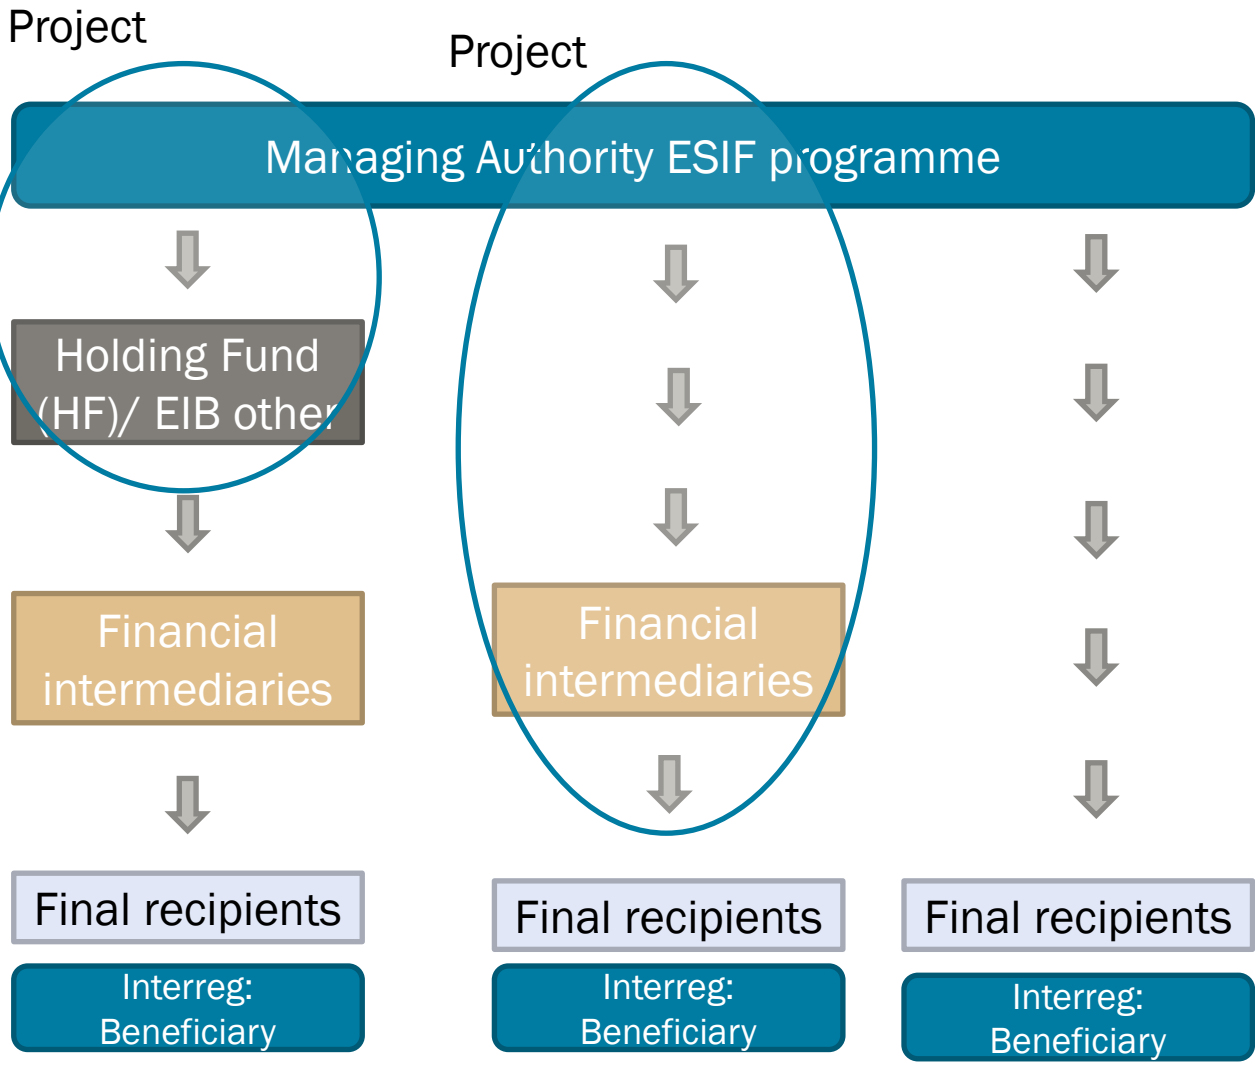 Project
Project
Managing Authority ESIF programme
Holding Fund
(HF)/ EIB other
Financial
intermediaries
Financial
intermediaries
Final recipients
Final recipients
Final recipients
Interreg:
Beneficiary
Interreg:
Beneficiary
Interreg:
Beneficiary